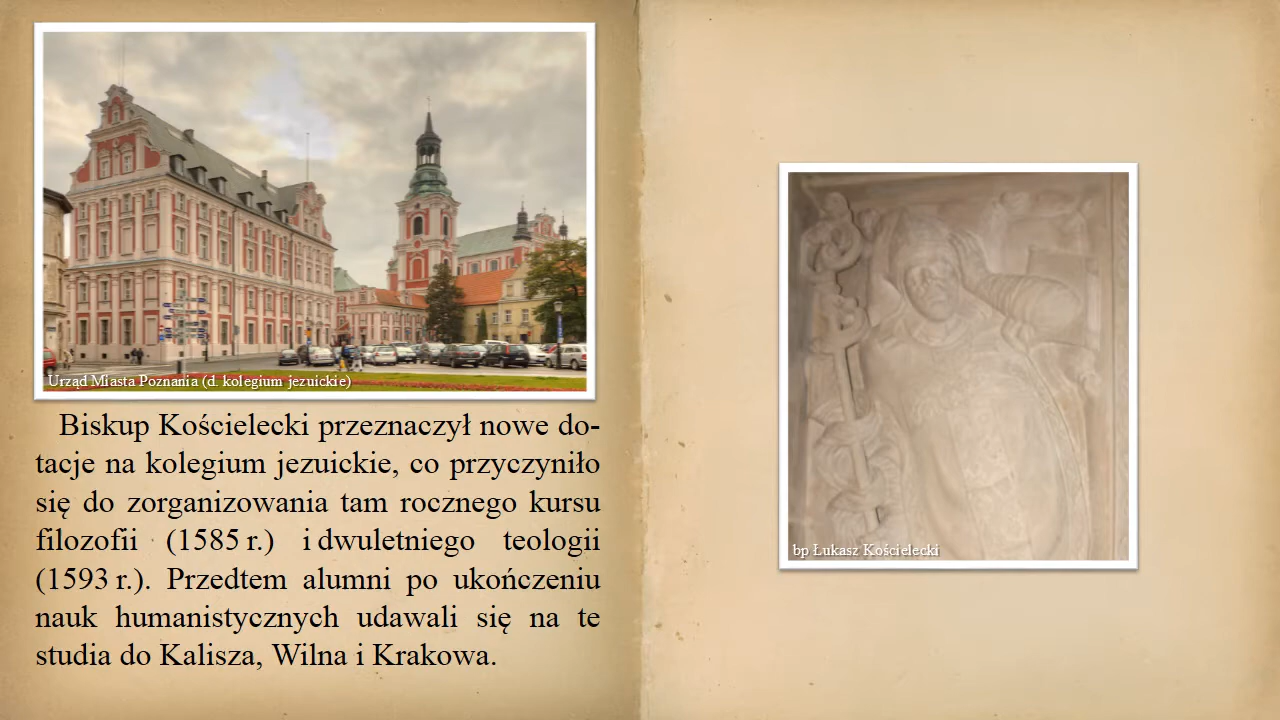 Urząd Miasta Poznania (d. kolegium jezuickie)
Biskup Kościelecki przeznaczył nowe do-
tacje na kolegium jezuickie, co przyczyniło
się do zorganizowania tam rocznego kursu
filozofii (1585 r.) i dwuletniego teologii
(1593 r.). Przedtem alumni po ukończeniu
nauk humanistycznych udawali się na te
studia do Kalisza, Wilna i Krakowa.
bp Łukasz Kościelecki